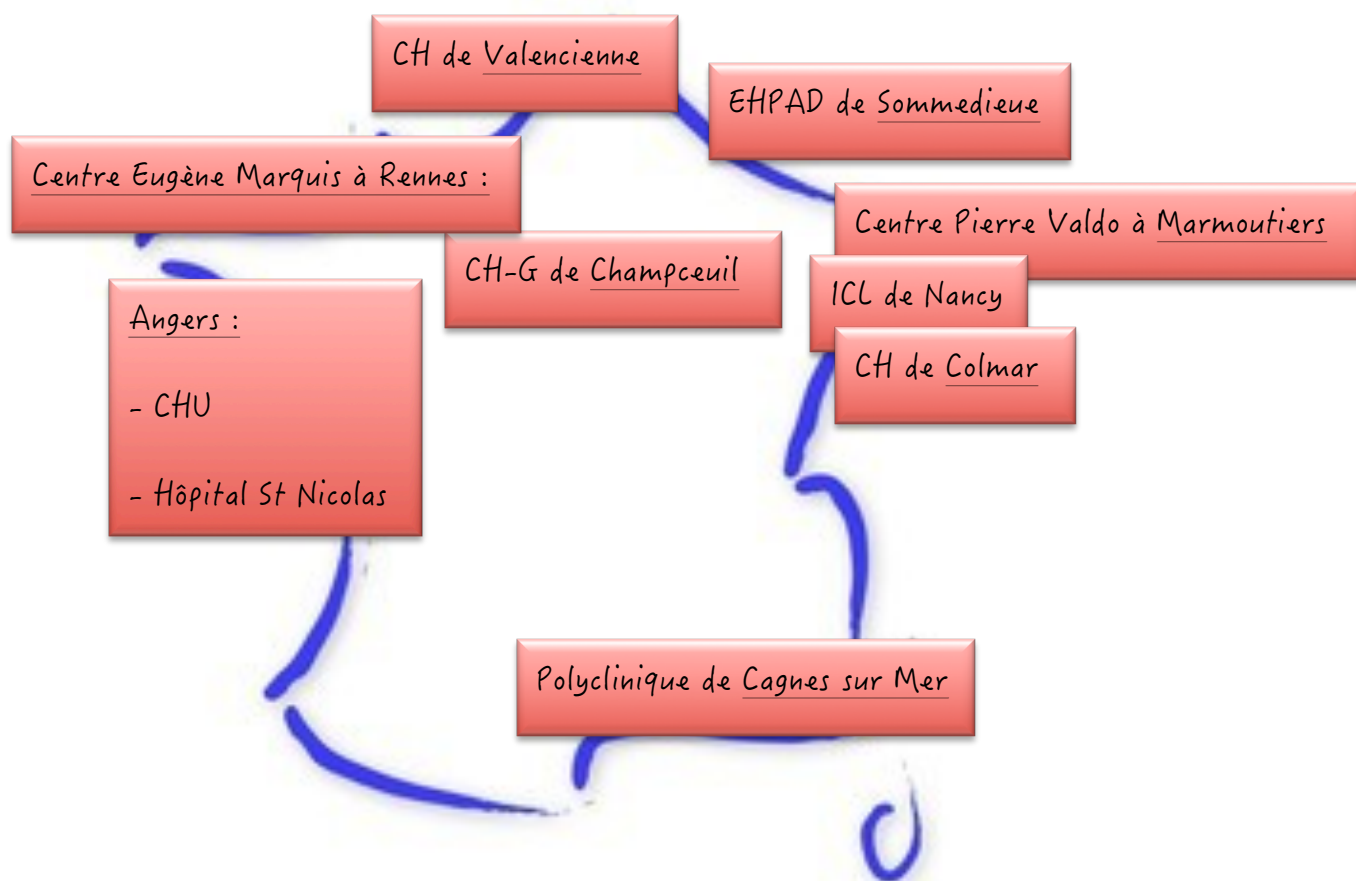 CH de Valencienne
EHPAD de Sommedieue
Centre Eugène Marquis à Rennes :
Centre Pierre Valdo à Marmoutiers
CH-G de Champceuil
ICL de Nancy
Angers :
CH de Colmar
- CHU
- Hôpital St Nicolas
Polyclinique de Cagnes sur Mer